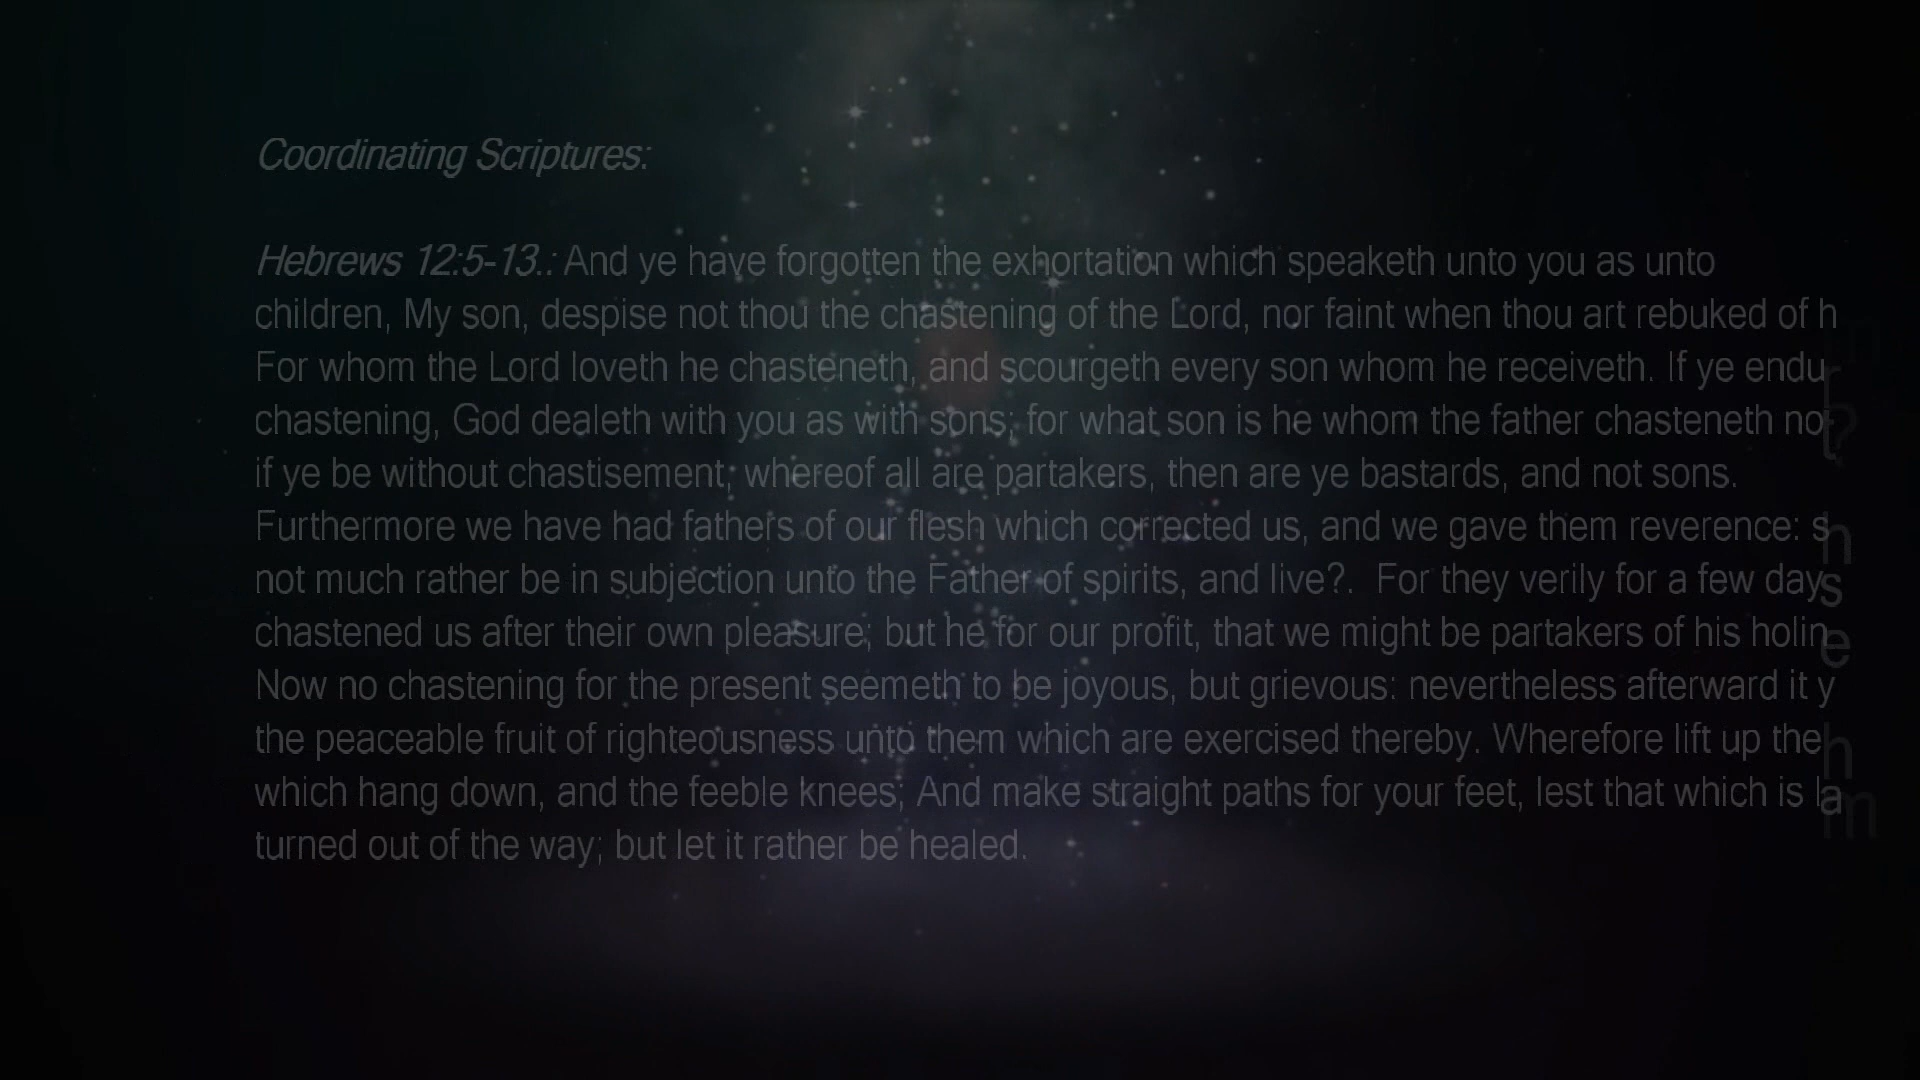 Coordinating Scriptures:
Hebrews 12:5-13.: And ye have forgotten the exhortation which speaketh unto you as unto
children, My son, despise not thou the chastening of the Lord, nor faint when thou art rebuked of h
For whom the Lord loveth he chasteneth, and scourgeth every son whom he receiveth. If ye endu
chastening, God dealeth with you as with sons; for what son is he whom the father chasteneth no
if ye be without chastisement, whereof all are partakers, then are ye bastards, and not sons.
Furthermore we have had fathers of our flesh which corrected us, and we gave them reverence: s
not much rather be in subjection unto the Father of spirits, and live?. For they verily for a few days
chastened us after their own pleasure; but he for our profit, that we might be partakers of his holin
Now no chastening for the present seemeth to be joyous, but grievous: nevertheless afterward it y
the peaceable fruit of righteousness unto them which are exercised thereby. Wherefore lift up the
which hang down, and the feeble knees; And make straight paths for your feet, lest that which is la
turned out of the way; but let it rather be healed.